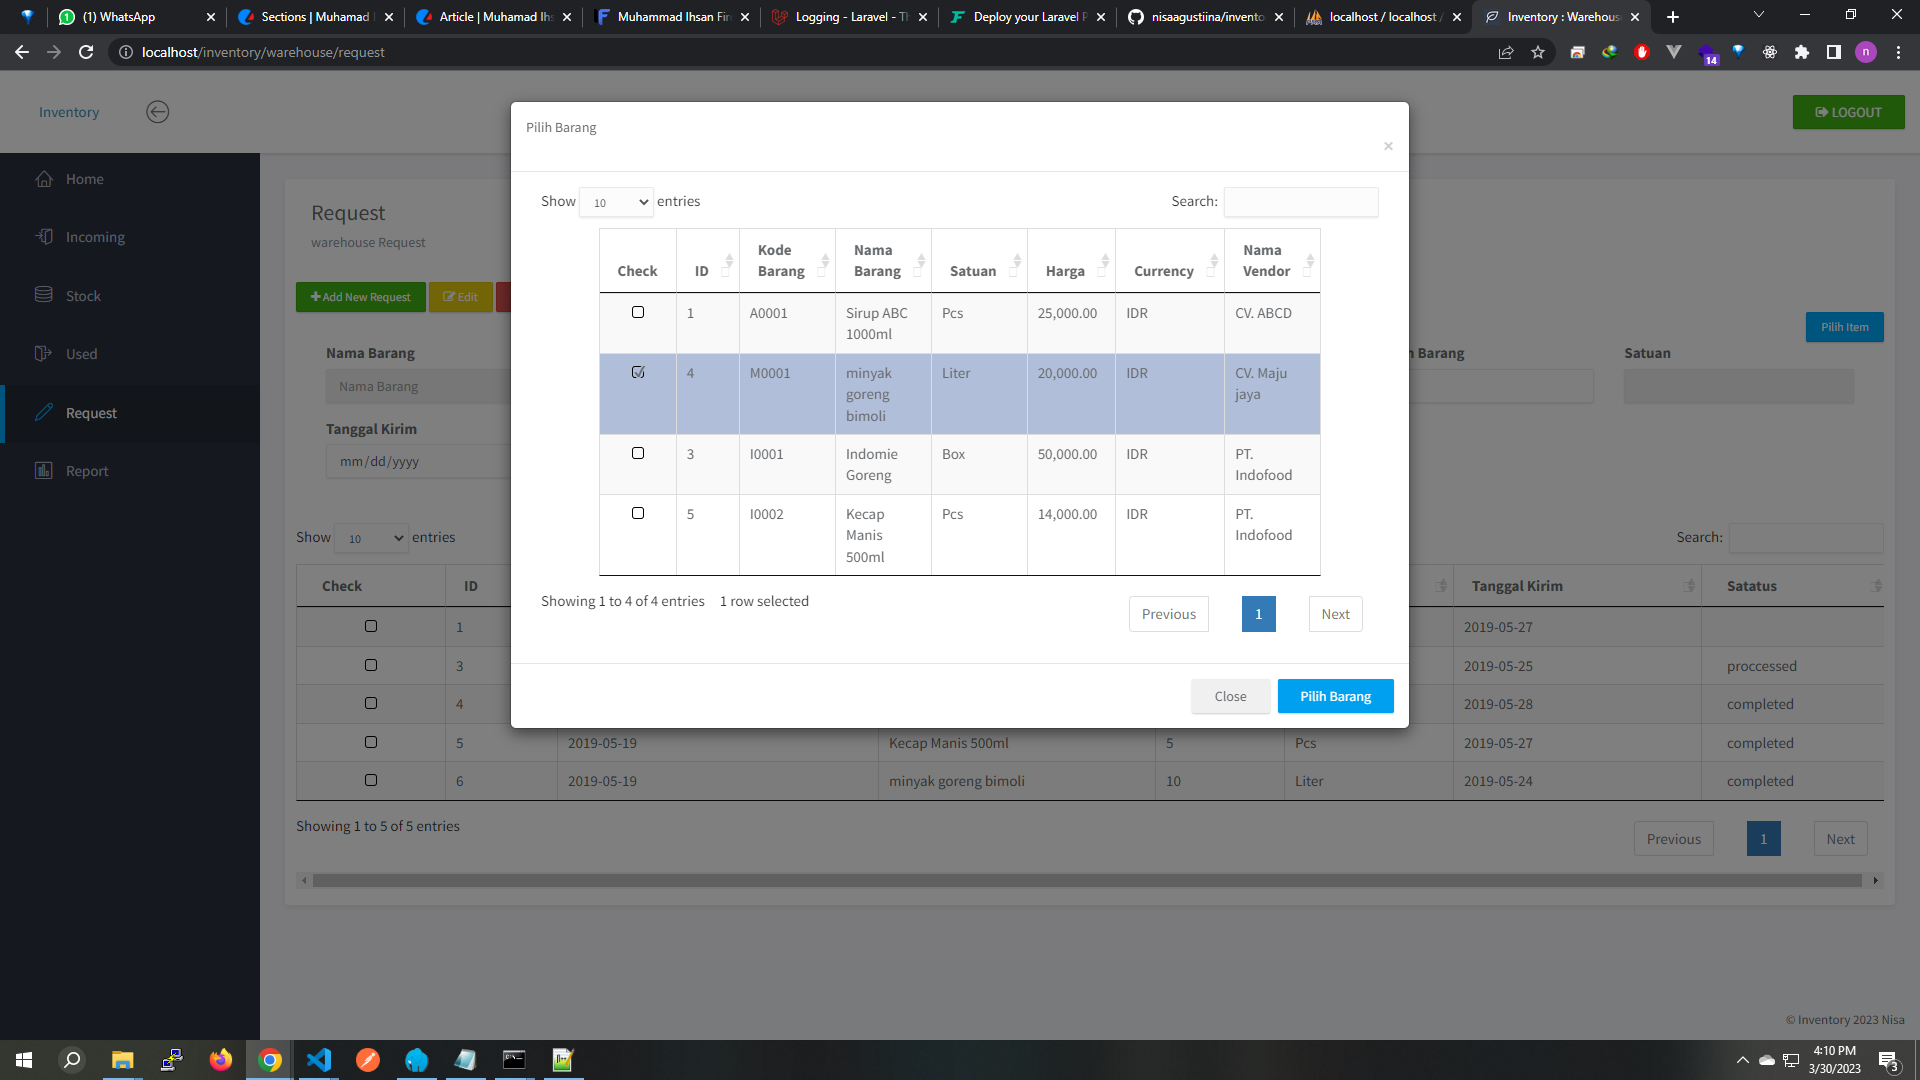 (1) WhatsApp
Sections | Muhamad
Article | Muhamad Ihs
Muhammad Ihsan Fir
Logging - Laravel - Th
Deploy your Laravel P
nisaagustiina/invento
localhost / localhost /
Inventory : Warehous
localhost/inventory/warehouse/request
14
n
Inventory
LOGOUT
Home
Incoming
Stock
Used
Request
Report
Request
warehouse Request
Add New Request
Edit
Pilih Item
Nama Barang
Nama Barang
Barang
Satuan
Tanggal Kirim
mm/dd/yyyy
Show 10 entries
Search:
Check ID Tanggal Kirim Satatus
1 2019-05-27
3 2019-05-25 proccessed
4 2019-05-28 completed
5 2019-05-19 Kecap Manis 500ml 5 Pcs 2019-05-27 completed
6 2019-05-19 minyak goreng bimoli 10 Liter 2019-05-24 completed
Showing 1 to 5 of 5 entries
Previous 1 Next
© Inventory 2023 Nisa
Pilih Barang
×
Show 10 entries
Search:
Check ID Kode Barang Nama Barang Satuan Harga Currency Nama Vendor
1 A0001 Sirup ABC 1000ml Pcs 25,000.00 IDR CV. ABCD
4 M0001 minyak goreng bimoli Liter 20,000.00 IDR CV. Maju jaya
3 I0001 Indomie Goreng Box 50,000.00 IDR PT. Indofood
5 I0002 Kecap Manis 500ml Pcs 14,000.00 IDR PT. Indofood
Showing 1 to 4 of 4 entries 1 row selected
Previous 1 Next
Close
Pilih Barang
4:10 PM
3/30/2023
3